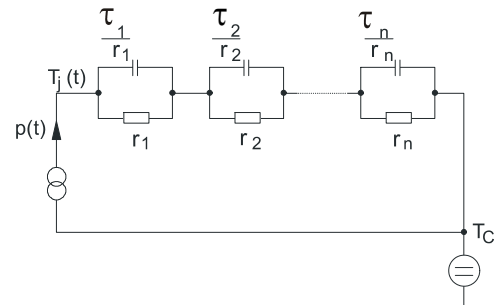 τ1 τ2 τn
r1 r2 rn
Tj (t)
p(t)
r1 r2 rn
TC